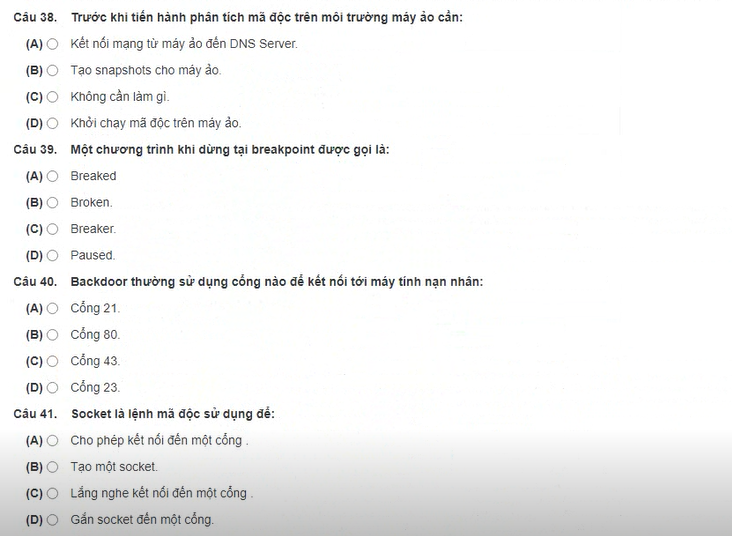 Câu 38. Trước khi tiến hành phân tích mã độc trên môi trường máy ảo cần:
(A) Kết nối mạng từ máy ảo đến DNS Server.
(B) Tạo snapshots cho máy ảo.
(C) Không cần làm gì.
(D) Khởi chạy mã độc trên máy ảo.
Câu 39. Một chương trình khi dừng tại breakpoint được gọi là:
(A) Breaked
(B) Broken.
(C) Breaker.
(D) Paused.
Câu 40. Backdoor thường sử dụng cổng nào để kết nối tới máy tính nạn nhân:
(A) Cổng 21.
(B) Cổng 80.
(C) Cổng 43.
(D) Cổng 23.
Câu 41. Socket là lệnh mã độc sử dụng để:
(A) Cho phép kết nối đến một cổng .
(B) Tạo một socket.
(C) Lắng nghe kết nối đến một cổng .
(D) Gắn socket đến một cổng.